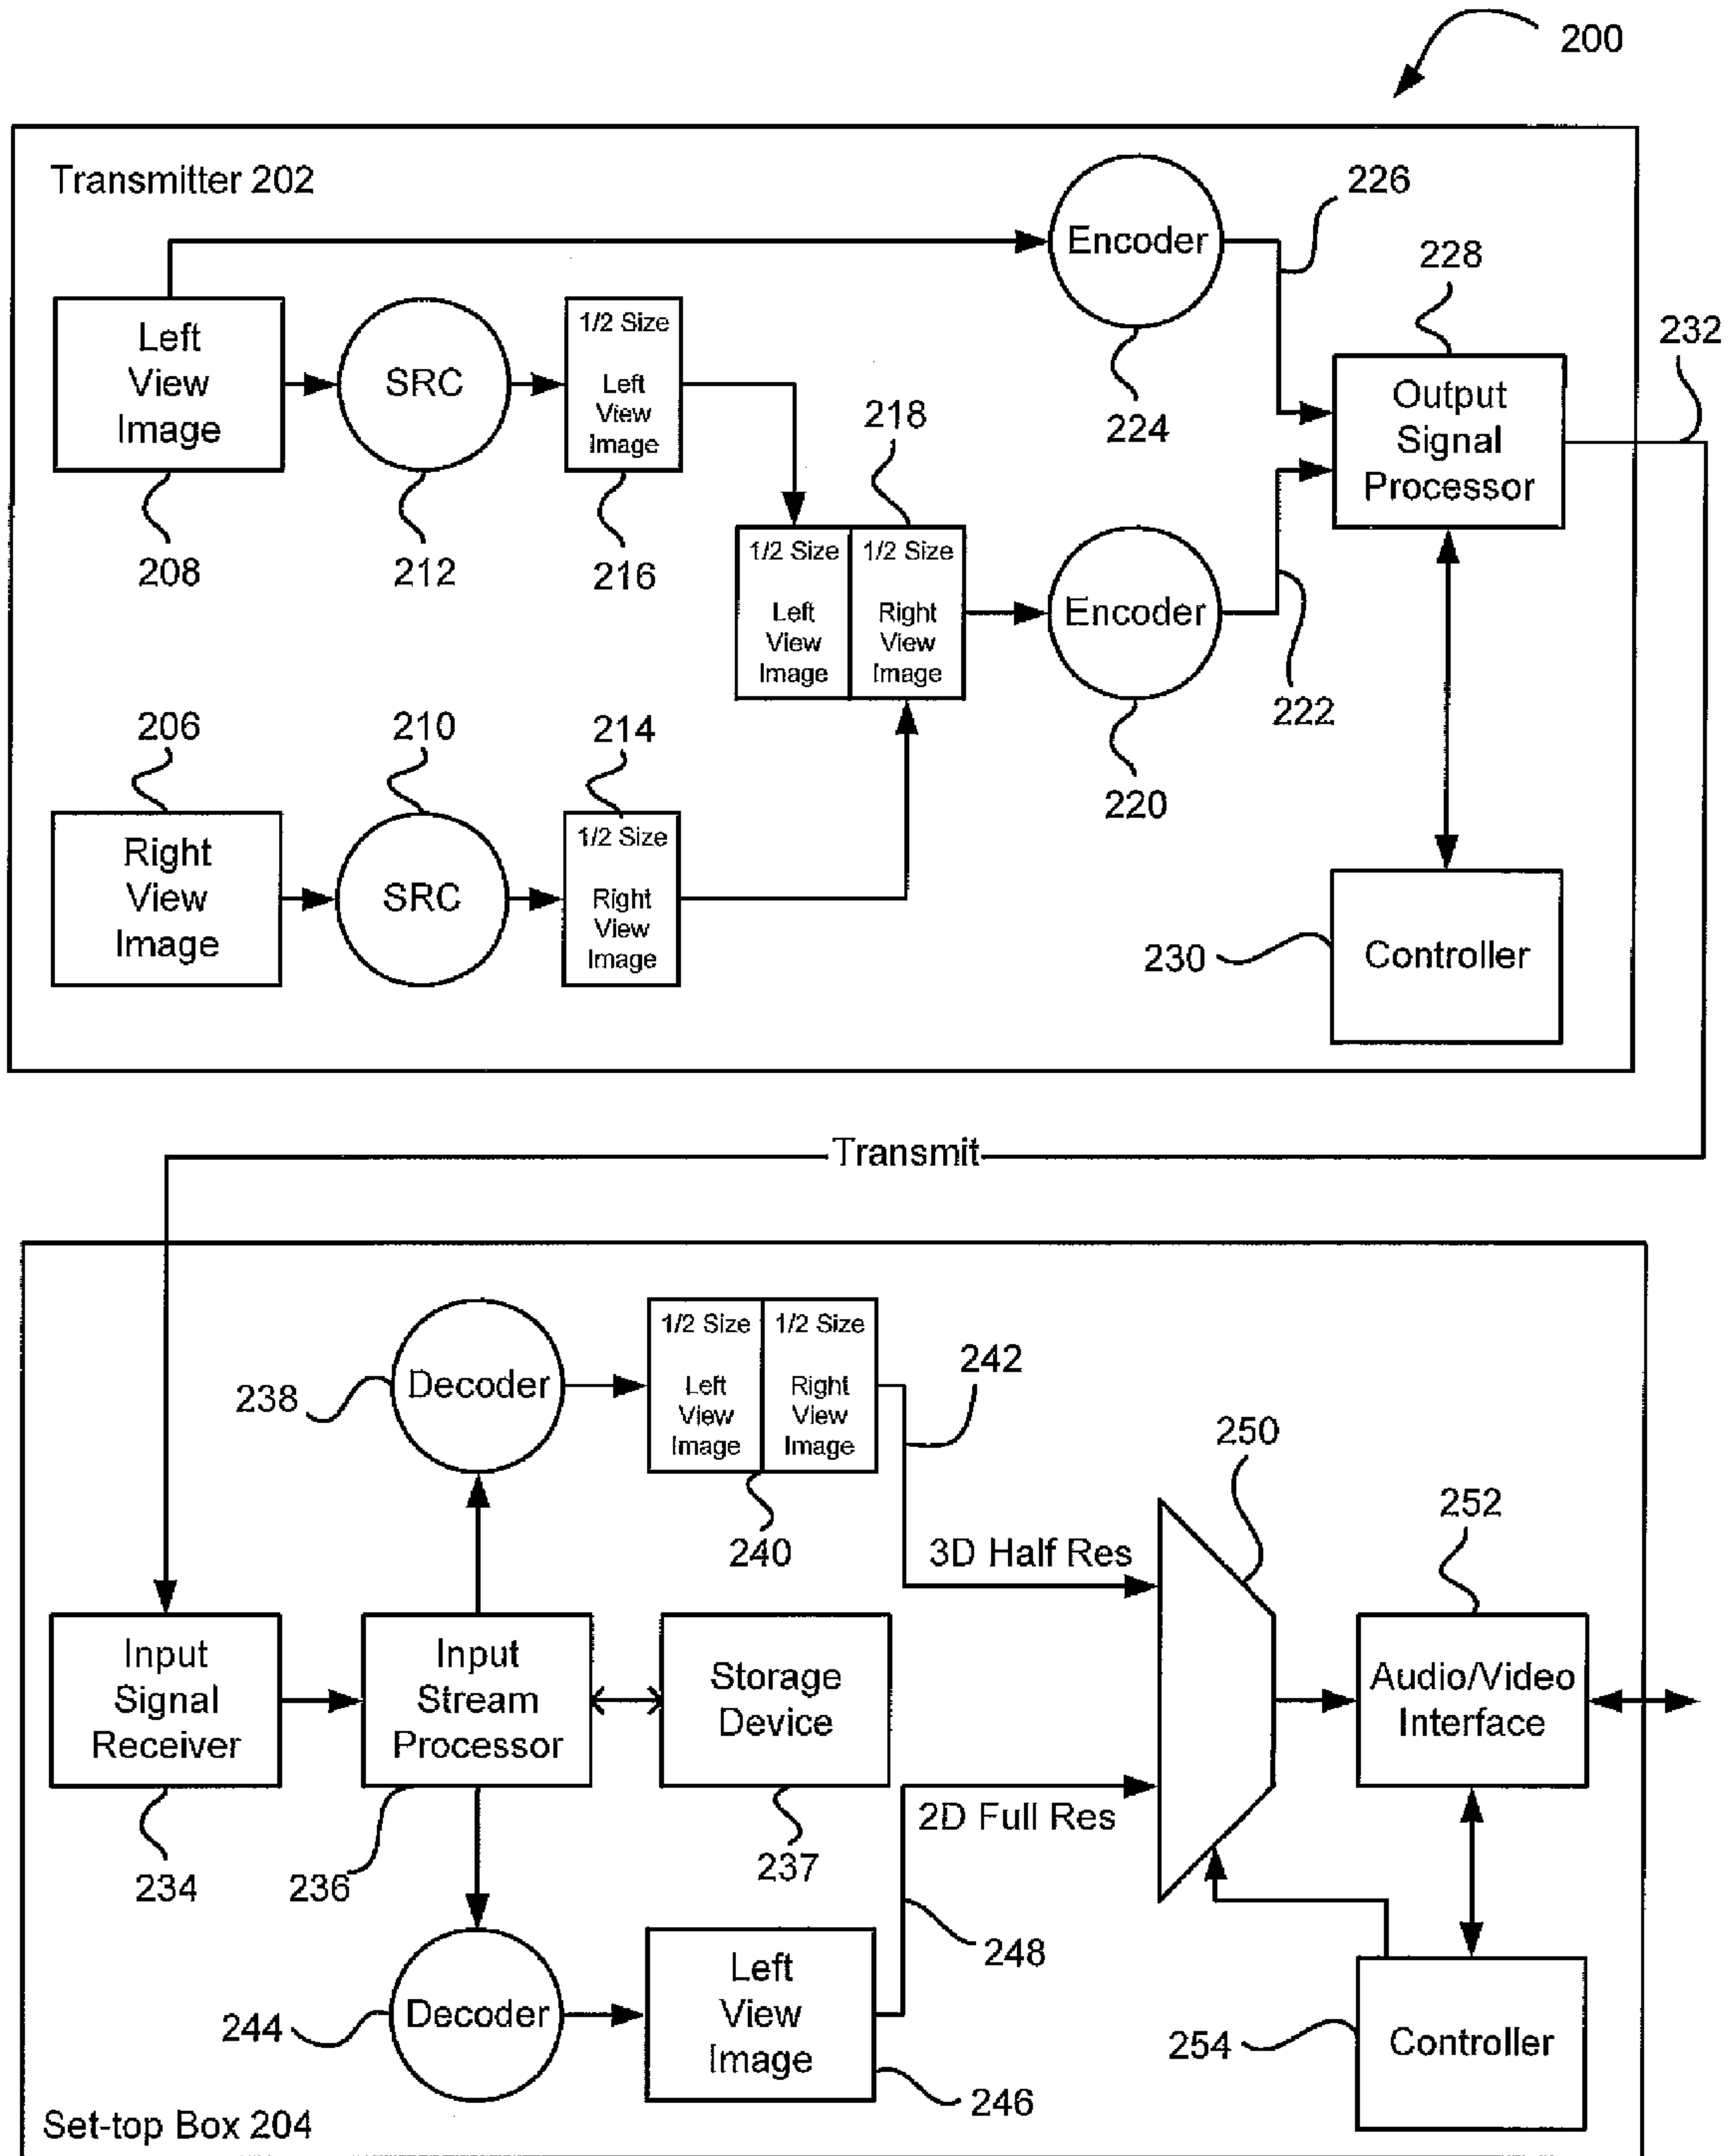 200
Transmitter 202
Encoder
226
228
232
Left
View
Image
SRC
1/2 Size
Left
View
Image
224
Output
Signal
Processor
208
212
216
218
1/2 Size
Left
View
Image
1/2 Size
Right
View
Image
Encoder
222
220
206
210
214
Right
View
Image
SRC
1/2 Size
Right
View
Image
230
Controller
Transmit
238
Decoder
1/2 Size
Left
View
Image
1/2 Size
Right
View
Image
242
240
250
252
3D Half Res
Input
Signal
Receiver
Input
Stream
Processor
Storage
Device
Audio/Video
Interface
2D Full Res
234
236
237
248
244
Decoder
Left
View
Image
246
254
Controller
Set-top Box 204